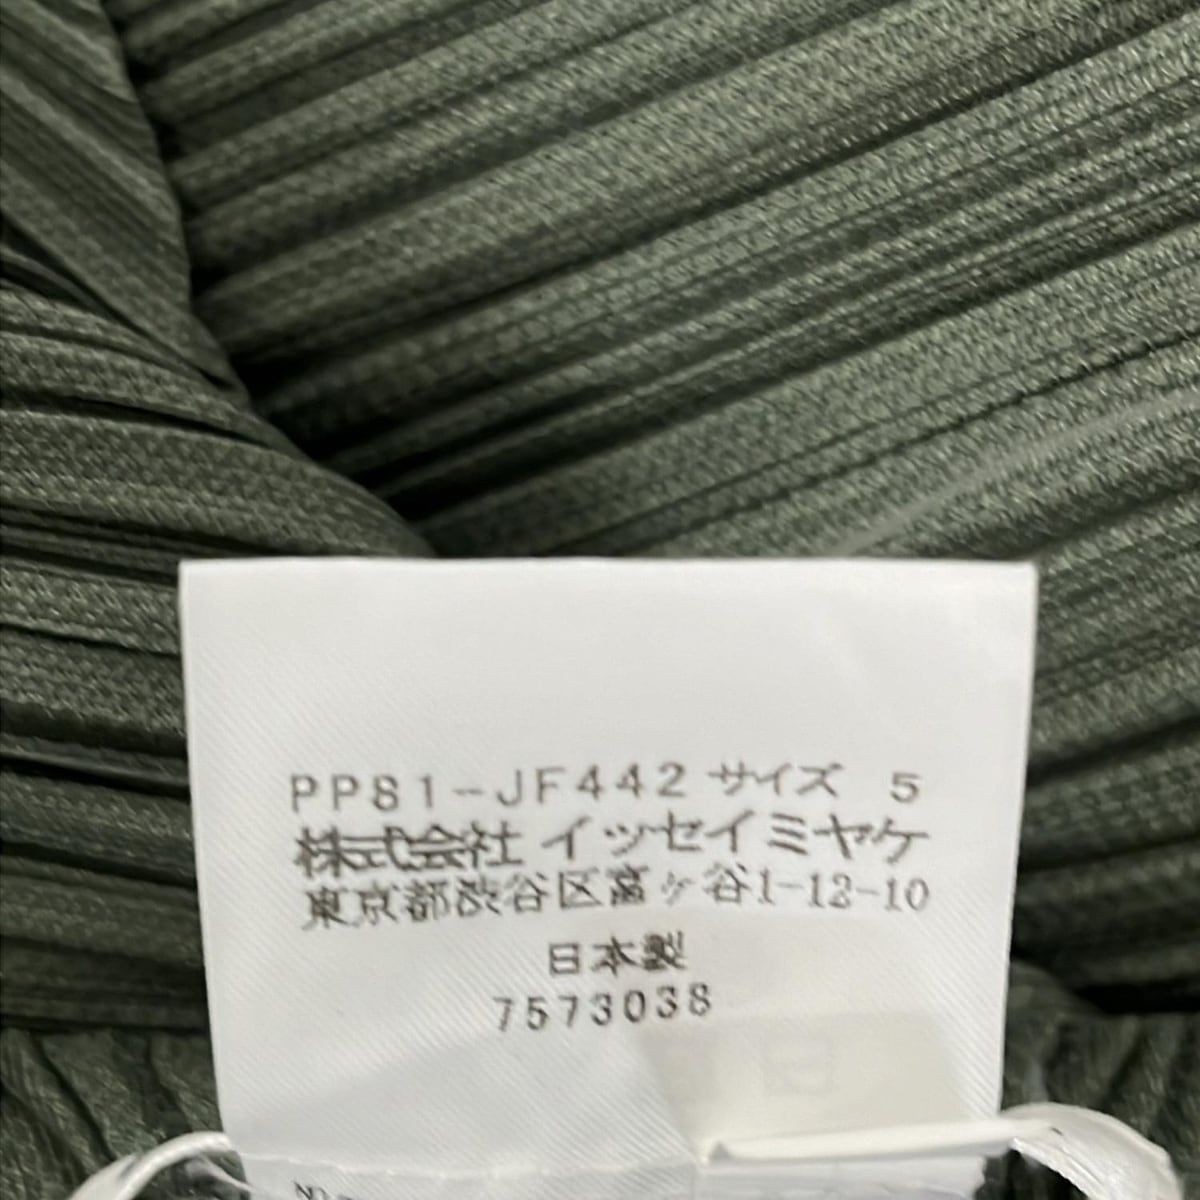 PP81-JF442 サイズ 5
株式会社 イッセイミヤケ
東京都渋谷区富ヶ谷1-12-10
日本製
7573038